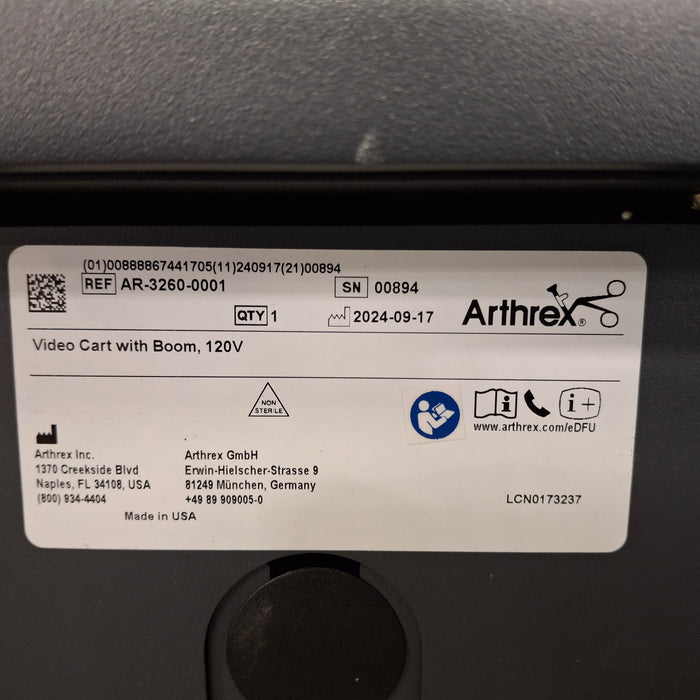 (01)00888867441705(11)240917(21)00894
REF AR-3260-0001 SN 00894
QTY 1 2024-09-17 Arthrex®
Video Cart with Boom, 120V
NON
STERILE
www.arthrex.com/eDFU
Arthrex Inc.
1370 Creekside Blvd
Naples, FL 34108, USA
(800) 934-4404
Arthrex GmbH
Erwin-Hielscher-Strasse 9
81249 München, Germany
+49 89 909005-0
LCN0173237
Made in USA